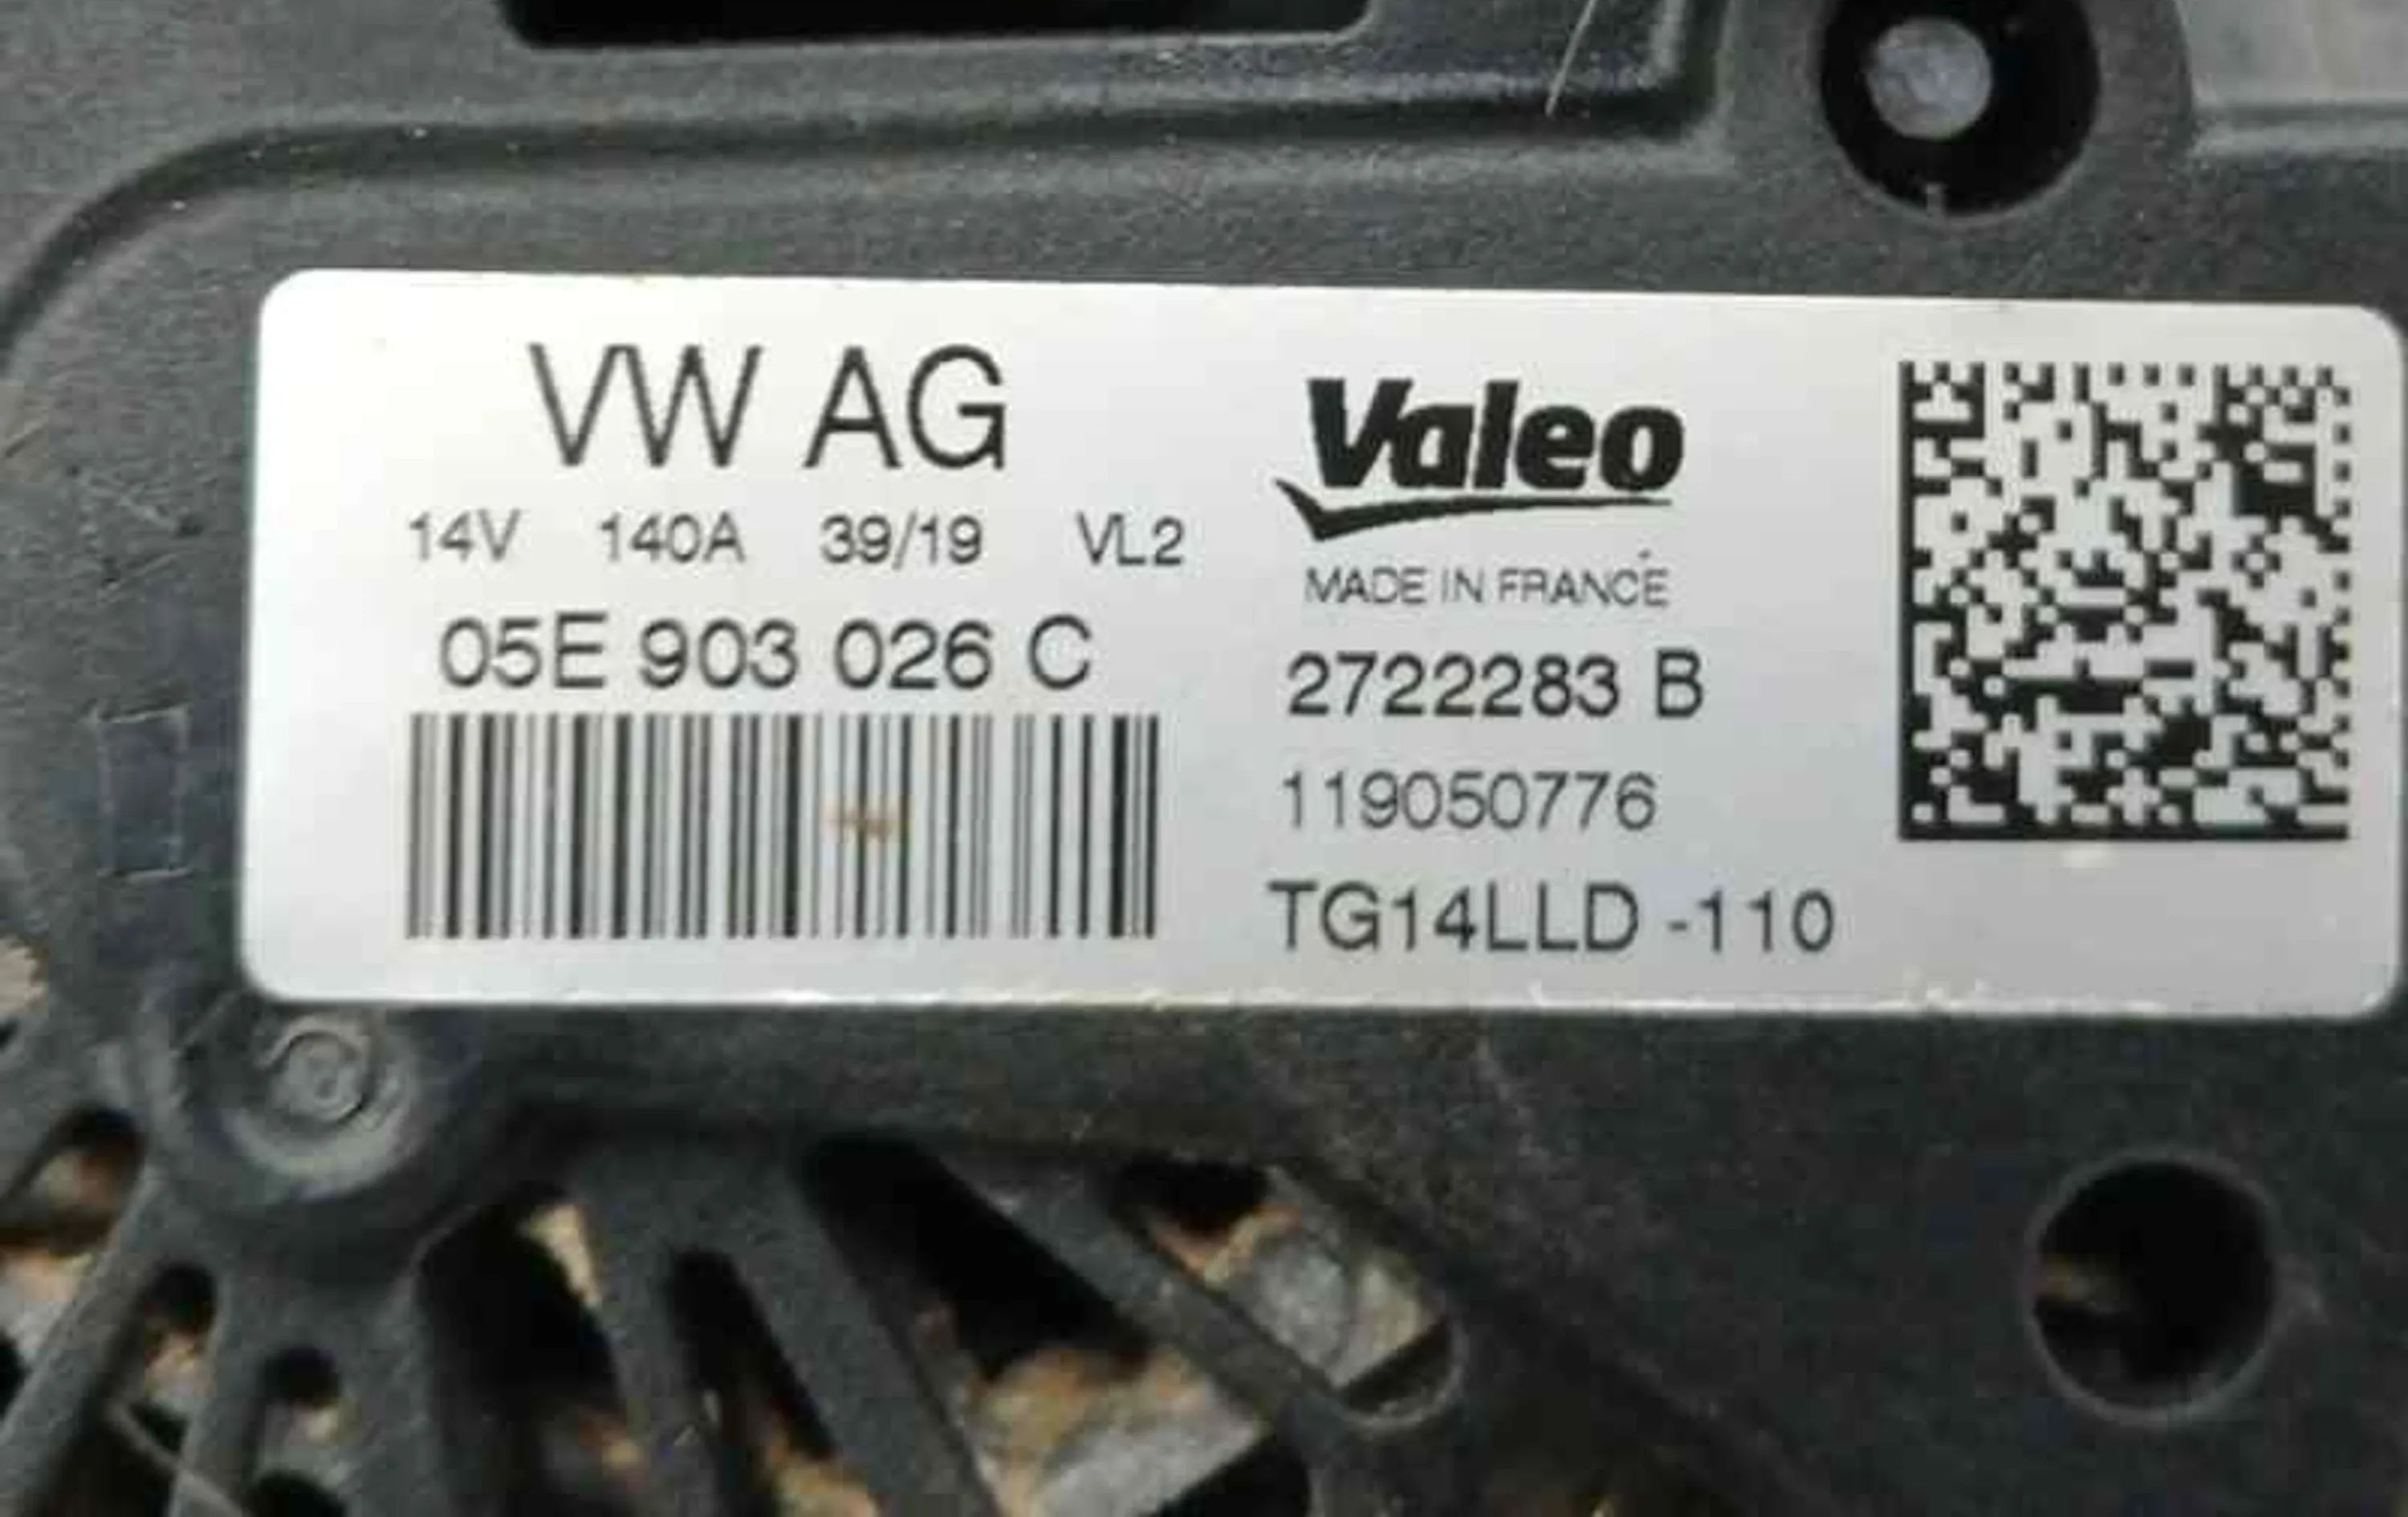 VW AG
14V 140A 39/19 VL2
05E 903 026 C
Valeo
MADE IN FRANCE
2722283 B
119050776
TG14LLD -110